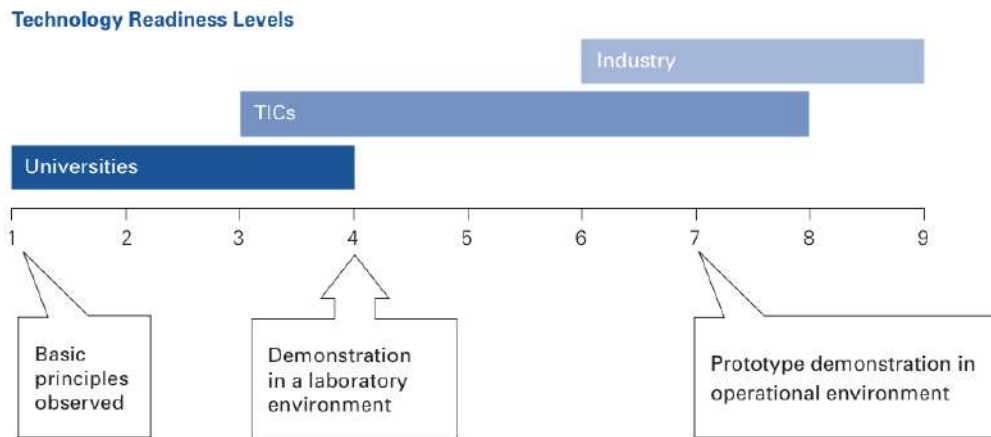 Technology Readiness Levels
Industry
TICs
Universities
1 2 3 4 5 6 7 8 9
Basic
principles
observed
Demonstration
in a laboratory
environment
Prototype demonstration in
operational environment